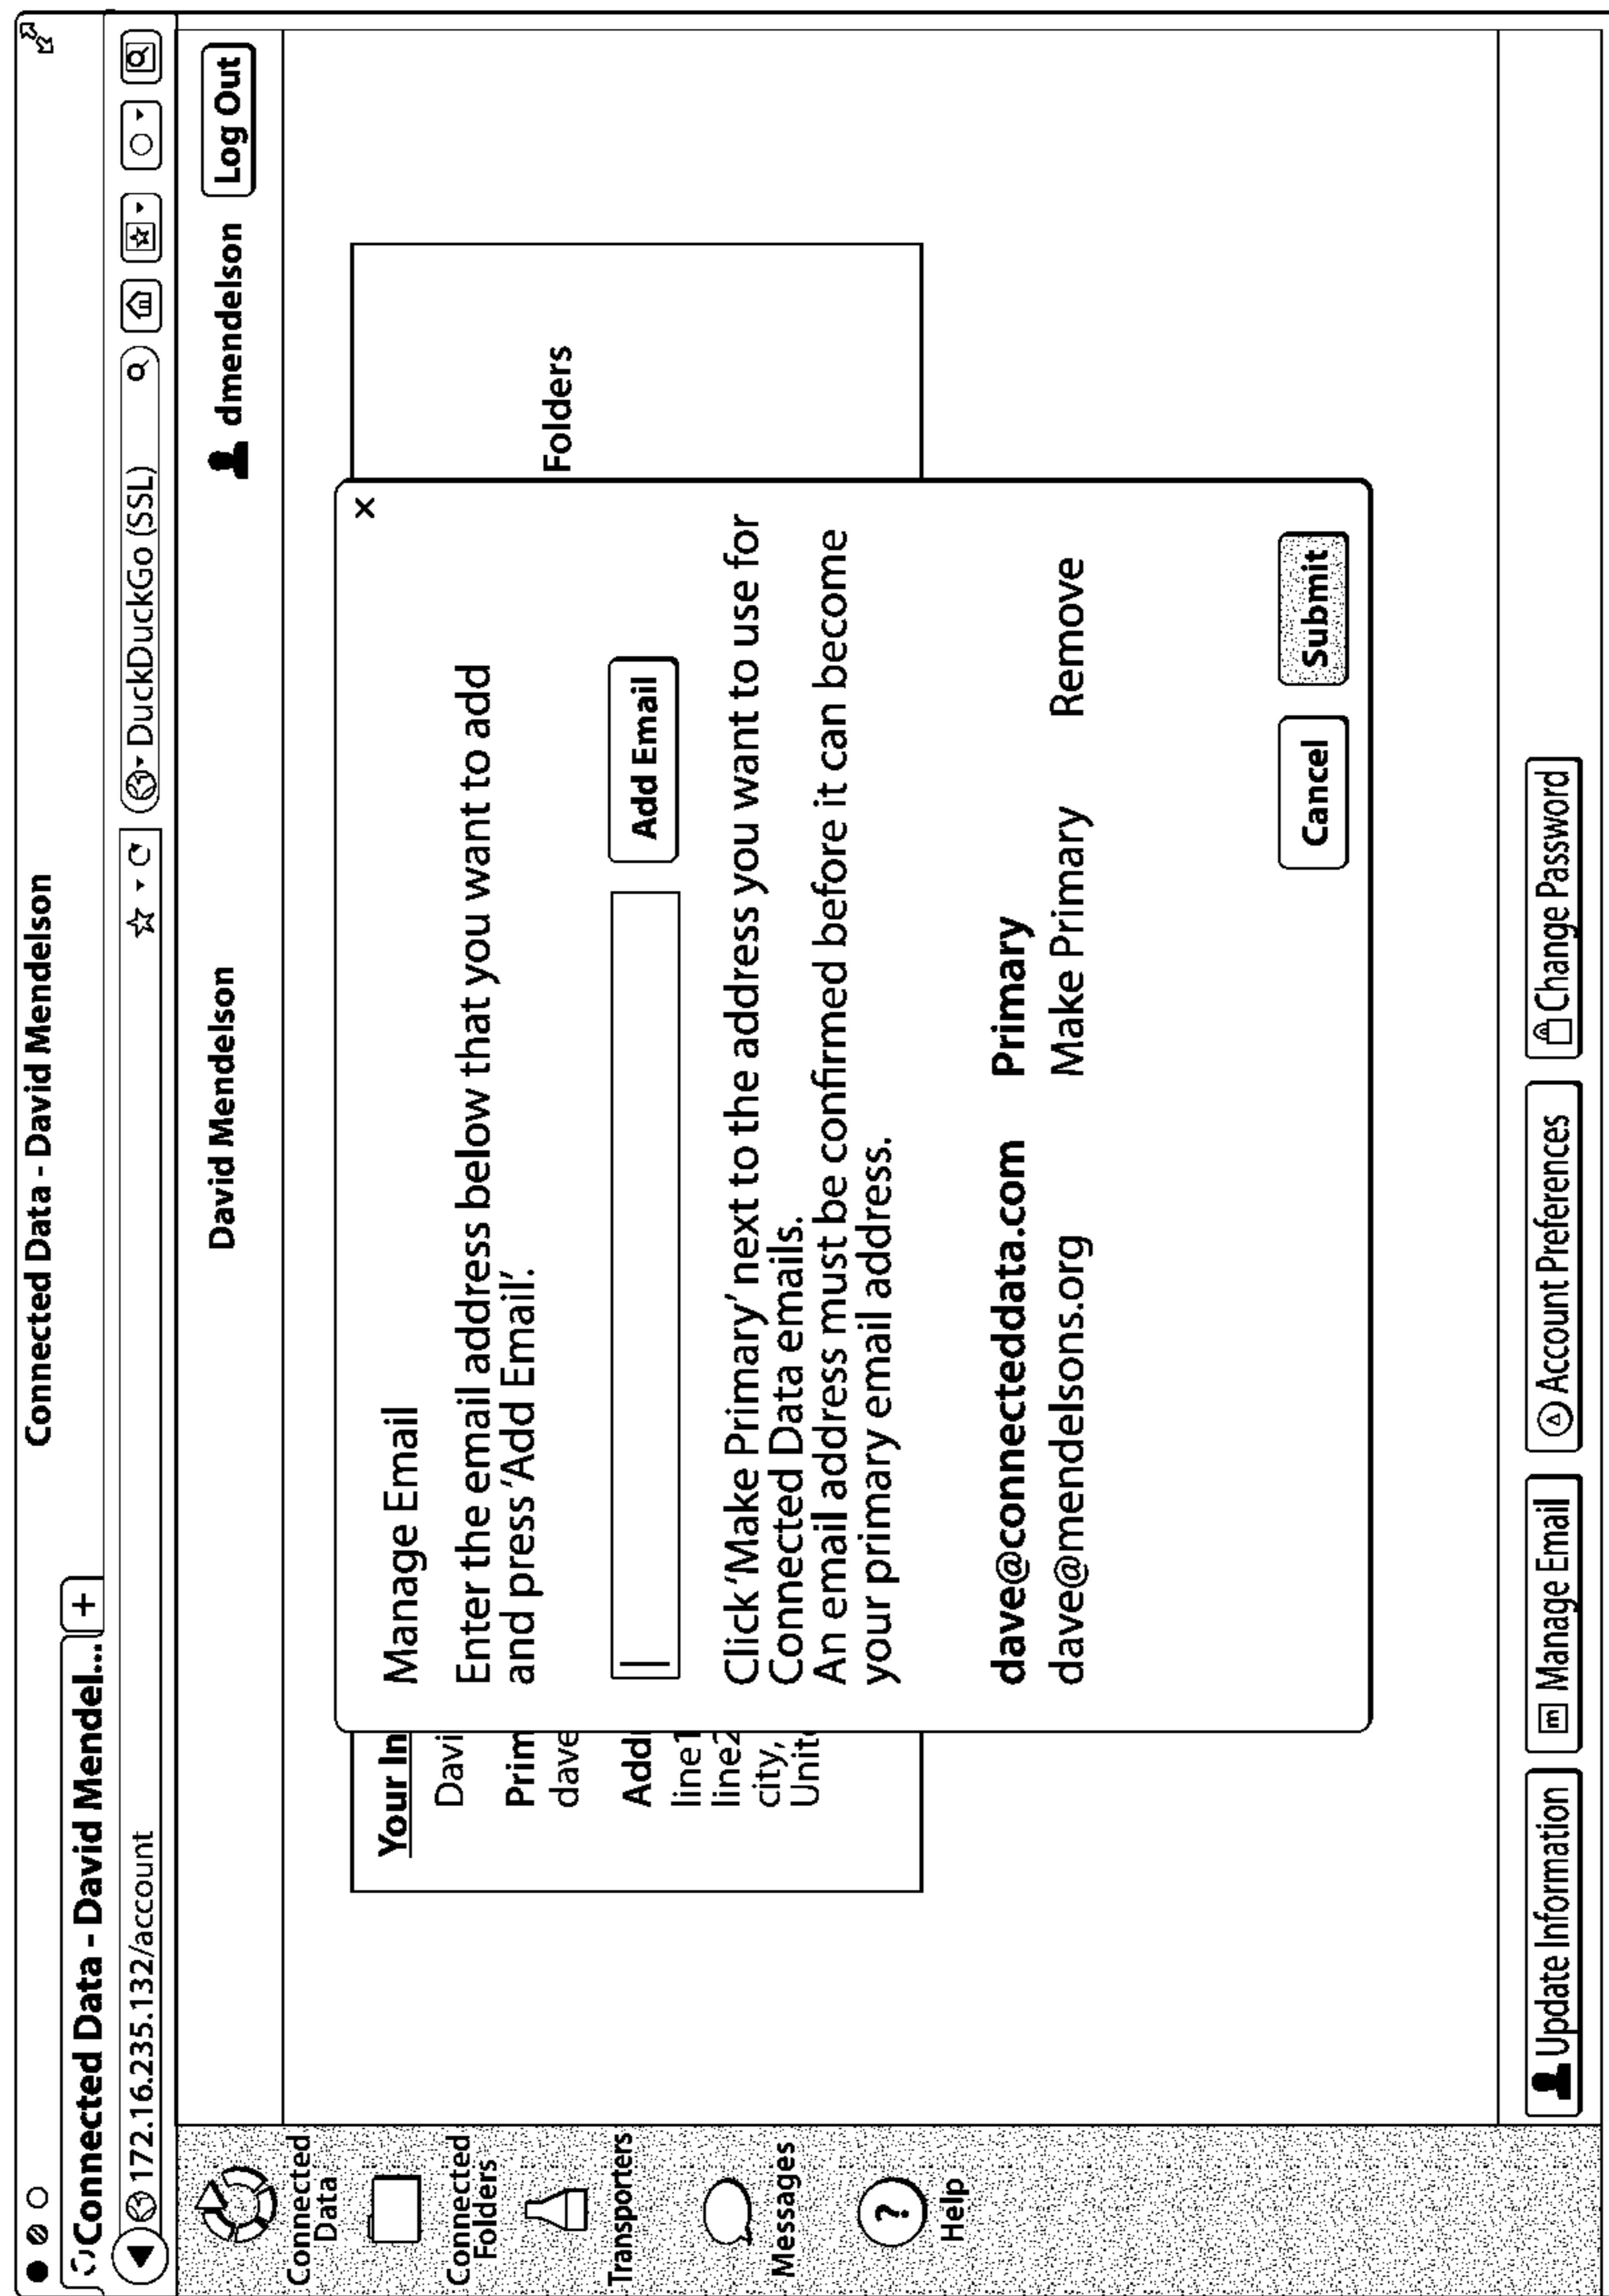 Connected Data - David Mendelson
Connected Data - David Mendel... +
172.16.235.132/account
DuckDuckGo (SSL)
David Mendelson
dmendelson
Log Out
Connected
Data
Connected
Folders
Transporters
Messages
?
Help
Your In
Davi
Prim
dave
Add
line1
line2
city,
Unit
Folders
x
Manage Email
Enter the email address below that you want to add
and press 'Add Email'.
Add Email
Click 'Make Primary' next to the address you want to use for
Connected Data emails.
An email address must be confirmed before it can become
your primary email address.
dave@connecteddata.com Primary
dave@mendelsons.org Make Primary Remove
Cancel Submit
Update Information
m Manage Email
Account Preferences
Change Password